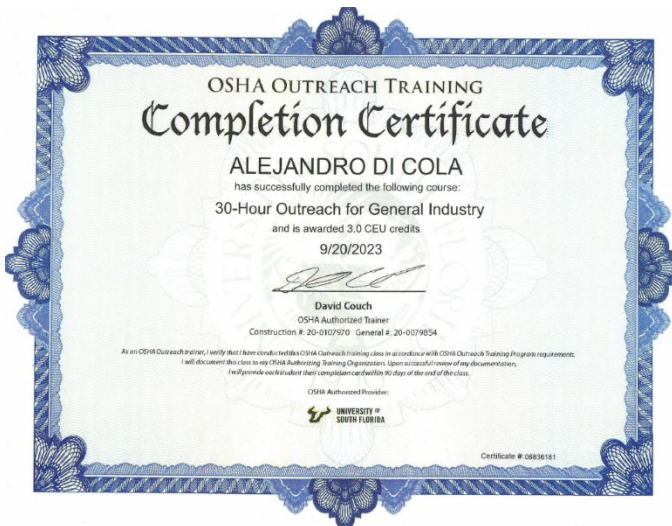 OSHA OUTREACH TRAINING
Completion Certificate
ALEJANDRO DI COLA
has successfully completed the following course:
30-Hour Outreach for General Industry
and is awarded 3.0 CEU credits
9/20/2023
David Couch
OSHA Authorized Trainer
Construction #: 20-0107970 General #: 20-0079854
As an OSHA Outreach trainer, I verify that I have conducted this OSHA Outreach training class in accordance with OSHA Outreach Training Program requirements.
I will document this class to my OSHA Authorizing Training Organization. Upon successful review of my documentation,
I will provide each student their completion card within 90 days of the end of the class.
OSHA Authorized Provider:
UNIVERSITY OF
SOUTH FLORIDA
Certificate #: 06836181